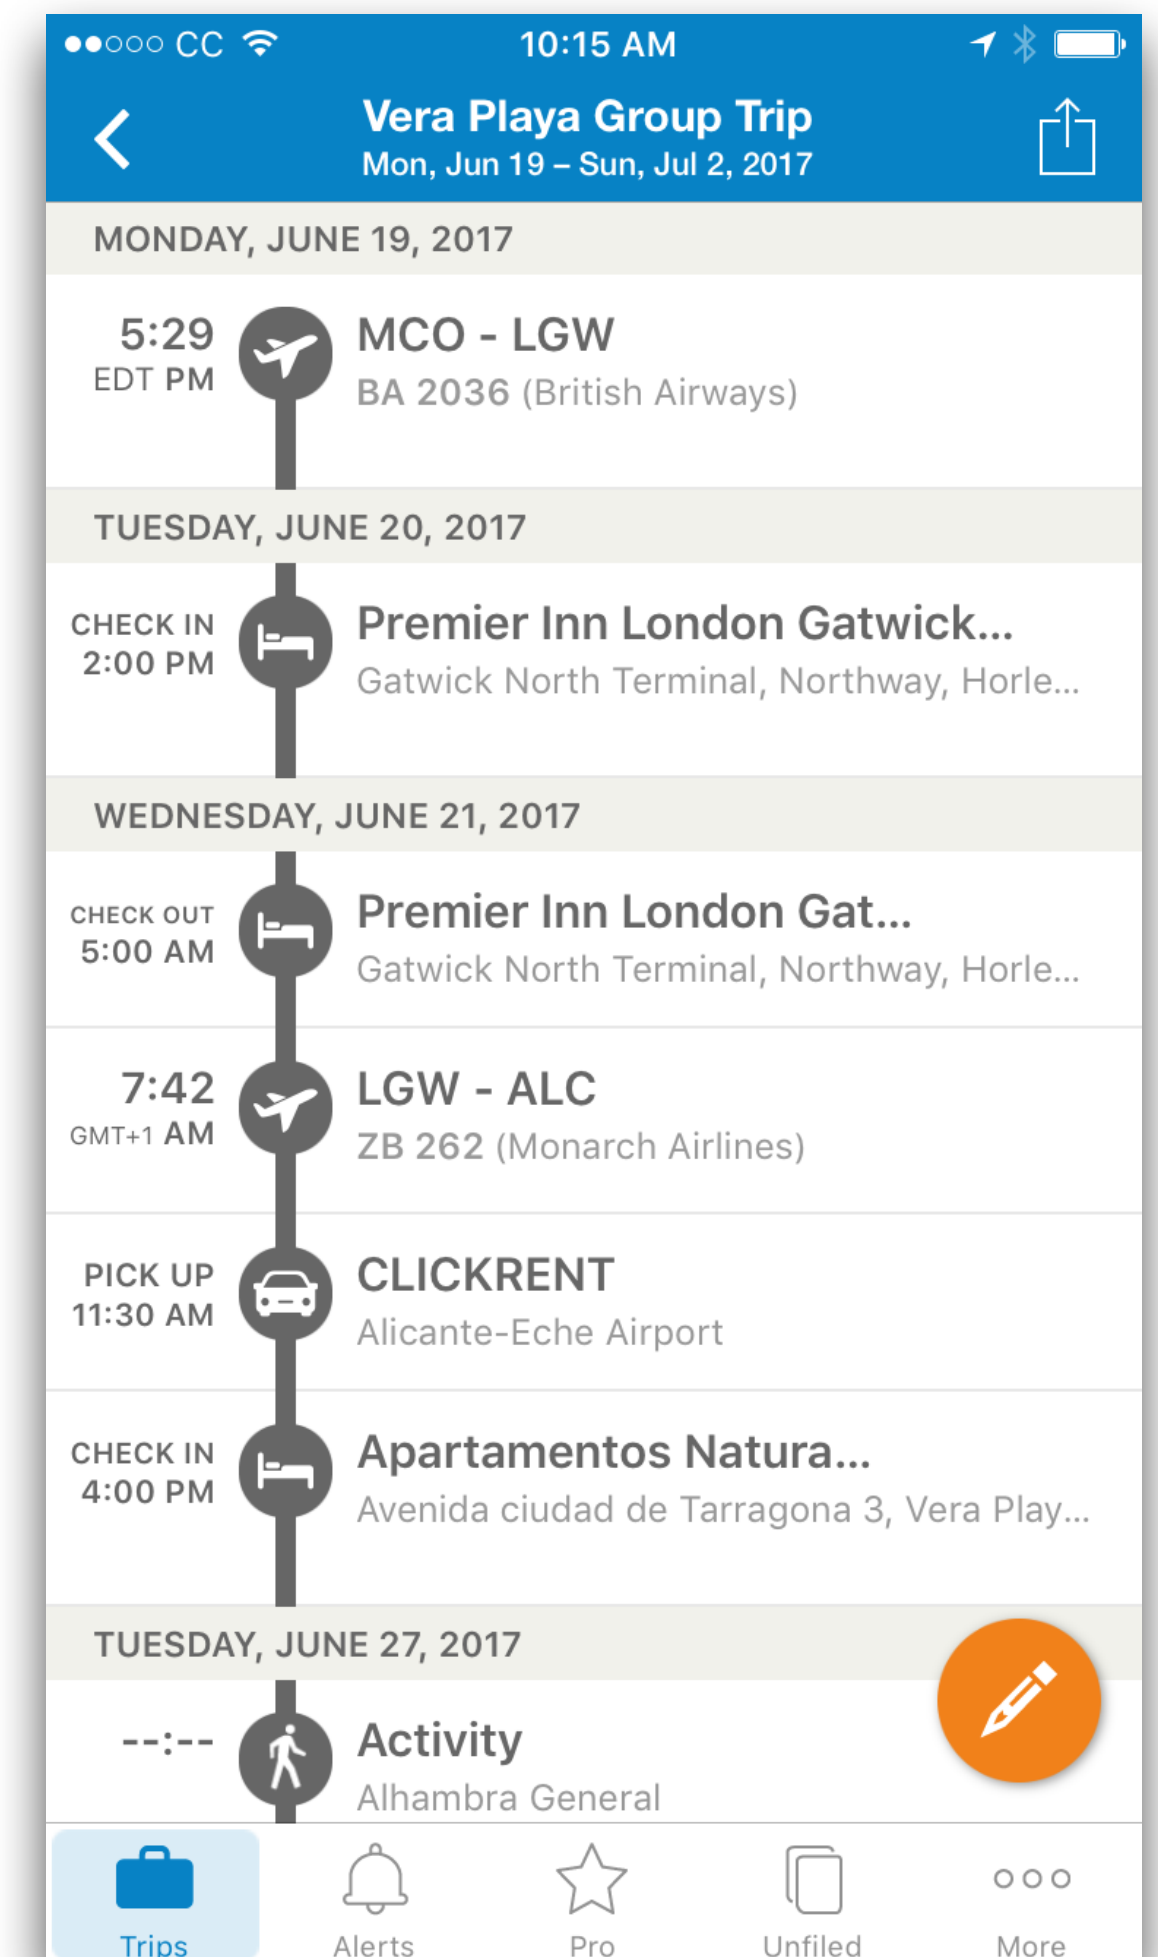 CC 10:15 AM
Vera Playa Group Trip
Mon, Jun 19 – Sun, Jul 2, 2017
MONDAY, JUNE 19, 2017
5:29 MCO - LGW
EDT PM BA 2036 (British Airways)
TUESDAY, JUNE 20, 2017
CHECK IN Premier Inn London Gatwick...
2:00 PM Gatwick North Terminal, Northway, Horle...
WEDNESDAY, JUNE 21, 2017
CHECK OUT Premier Inn London Gat...
5:00 AM Gatwick North Terminal, Northway, Horle...
7:42 LGW - ALC
GMT+1 AM ZB 262 (Monarch Airlines)
PICK UP CLICKRENT
11:30 AM Alicante-Eche Airport
CHECK IN Apartamentos Natura...
4:00 PM Avenida ciudad de Tarragona 3, Vera Play...
TUESDAY, JUNE 27, 2017
--:-- Activity
Alhambra General
Trips Alerts Pro Unfiled More